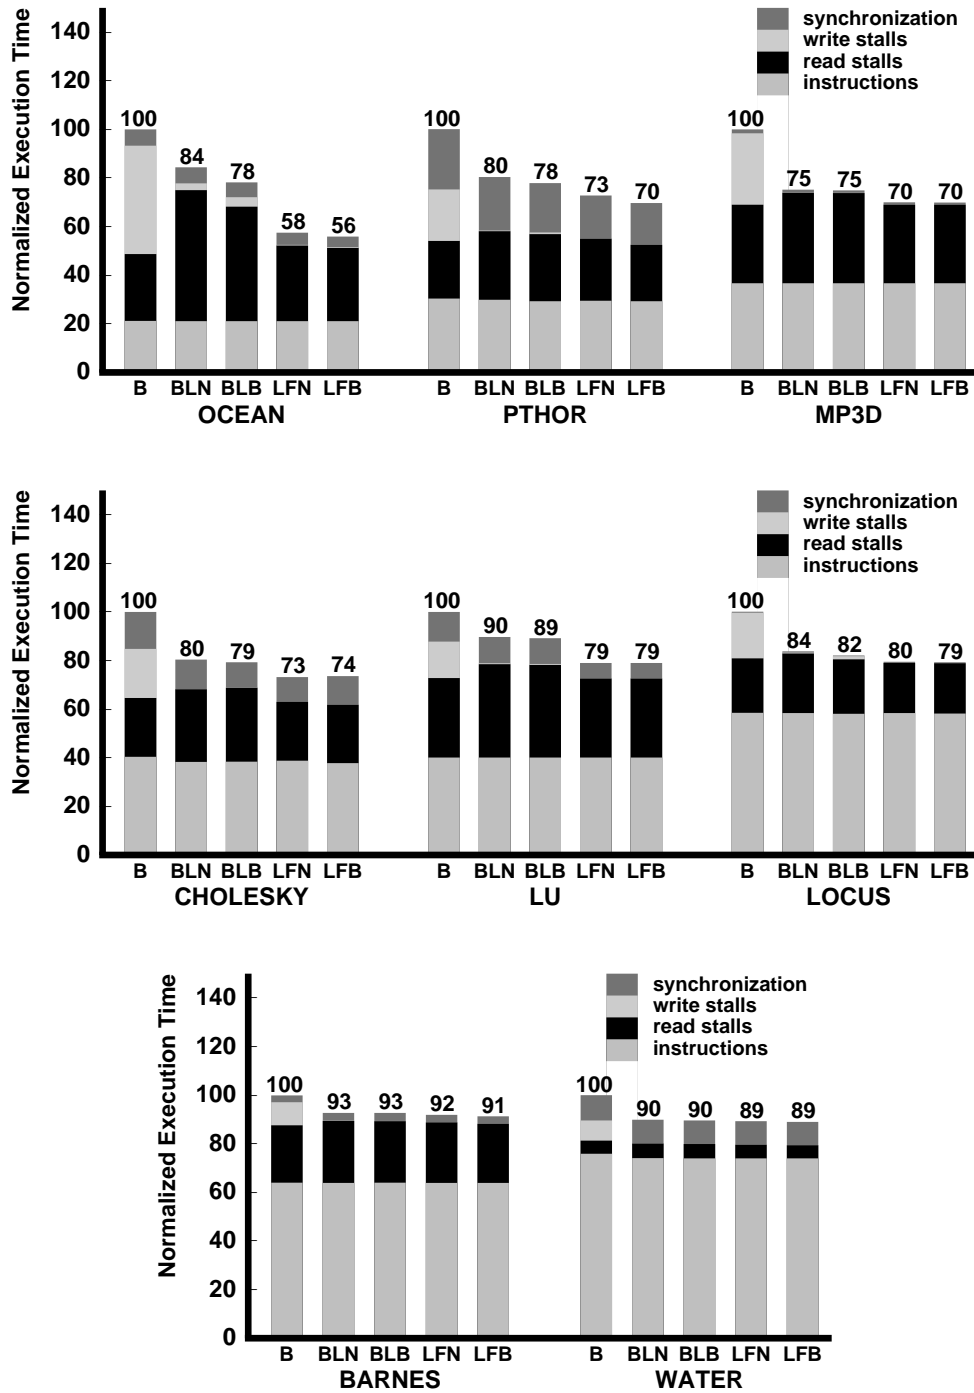 Normalized Execution Time
140
120
100
80
60
40
20
0
synchronization
write stalls
read stalls
instructions
100 84 78 58 56
100 80 78 73 70
100 75 75 70 70
B BLN BLB LFN LFB
B BLN BLB LFN LFB
B BLN BLB LFN LFB
OCEAN PTHOR MP3D
Normalized Execution Time
140
120
100
80
60
40
20
0
synchronization
write stalls
read stalls
instructions
100 80 79 73 74
100 90 89 79 79
100 84 82 80 79
B BLN BLB LFN LFB
B BLN BLB LFN LFB
B BLN BLB LFN LFB
CHOLESKY LU LOCUS
Normalized Execution Time
140
120
100
80
60
40
20
0
synchronization
write stalls
read stalls
instructions
100 93 93 92 91
100 90 90 89 89
B BLN BLB LFN LFB
B BLN BLB LFN LFB
BARNES WATER